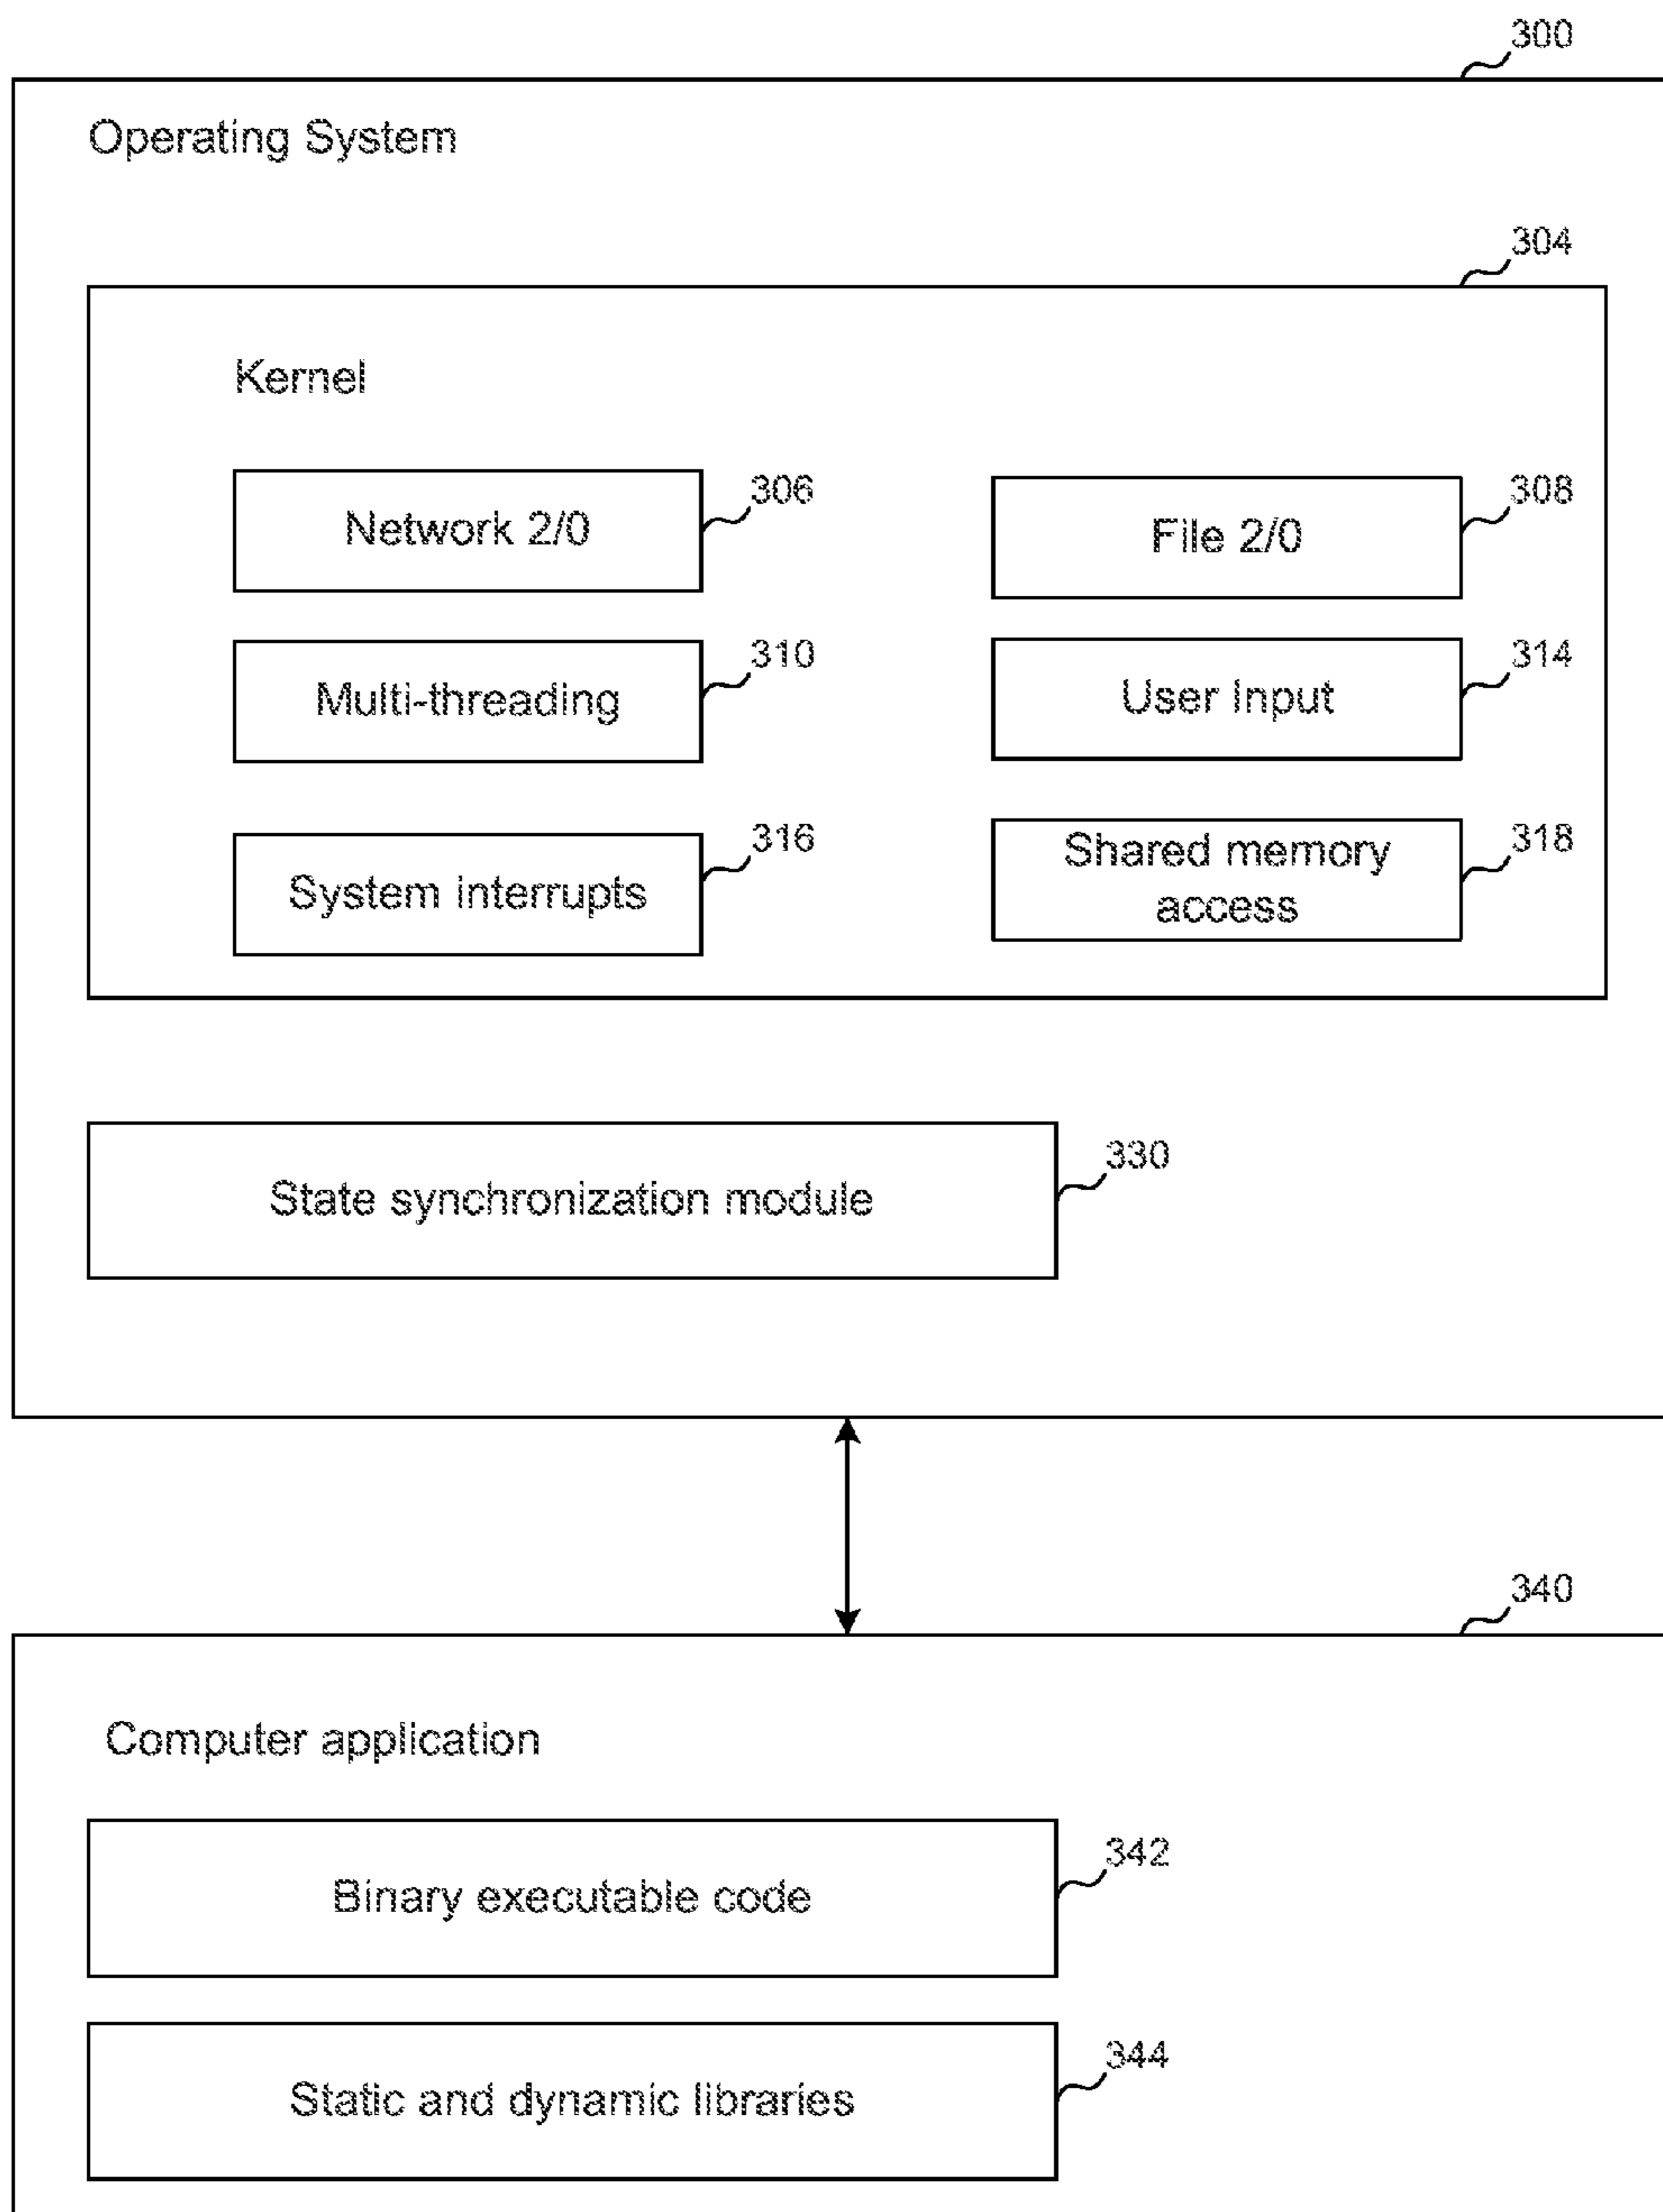 300
Operating System
304
Kernel
306
Network 2/0
308
File 2/0
310
Multi-threading
314
User Input
316
System interrupts
318
Shared memory
access
330
State synchronization module
340
Computer application
342
Binary executable code
344
Static and dynamic libraries